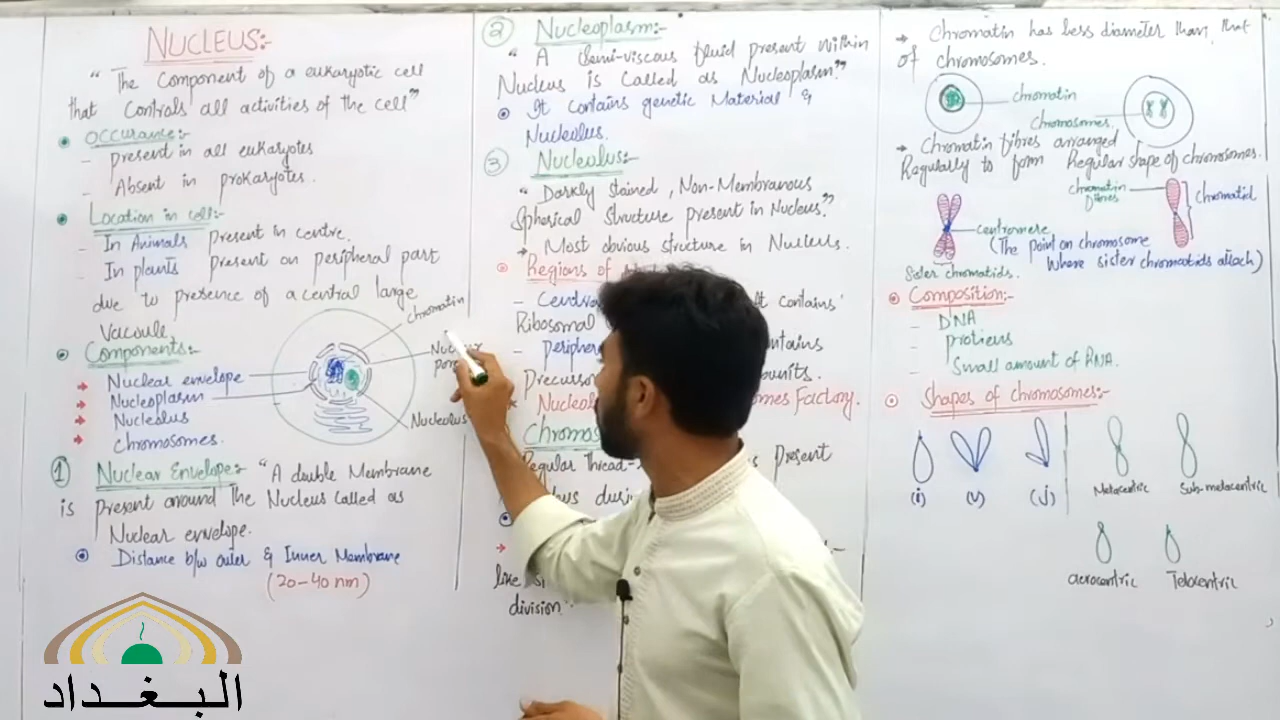 NUCLEUS:-
"The Component of a eukaryotic cell
that Controls all activities of the cell"
Occurance:-
- present in all eukaryotes
- Absent in prokaryotes.
Location in cell:-
- In Animals present in centre.
- In plants present on peripheral part
due to presence of a central large
Vacoule
Components:-
Nuclear envelope
Nucleoplasm
Nucleolus
Chromosomes.
chromatin
Nucleolus
1 Nuclear Envelope:- "A double Membrane
is present around The Nucleus called as
Nuclear envelope.
Distance b/w outer & Inner Membrane
(20-40 nm)
البغداد
2 Nucleoplasm:-
" A Semi-viscous fluid present within
Nucleus is Called as Nucleoplasm."
It contains genetic Material &
Nucleolus.
3 Nucleolus:-
" Darkly stained, Non-Membranous
Spherical Structure present in Nucleus."
→ Most obvious structure in Nucleus.
Regions of
It contains
Ribosomal
Precursor
units.
Factory.
Regular Thread-
present
like
division."
→ Chromatin has less diameter than that
of chromosomes.
chromatin
chromosomes
→ Chromatin fibres arranged
Regularly to form Regular shape of chromosomes.
chromatin
fibres
chromatid
centromere
(The point on chromosome
Where sister chromatids attach)
Sister chromatids.
Composition:-
- DNA
- protiens
- Small amount of RNA.
Shapes of chromosomes:-
(i) (v) (j)
Metacentric Sub-metacentric
acrocentric Telocentric